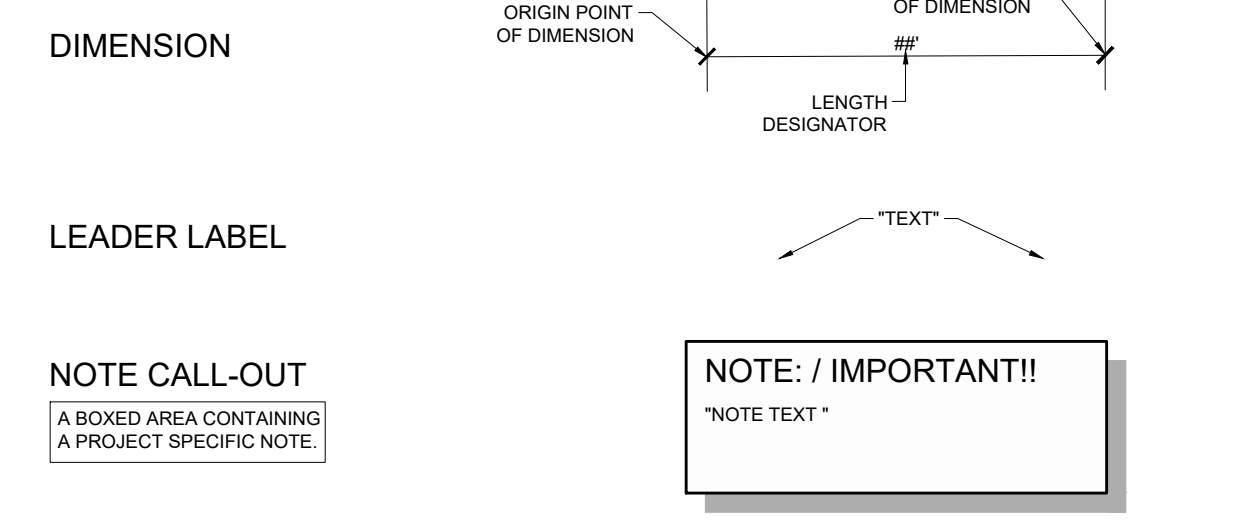 ORIGIN POINT
OF DIMENSION
OF DIMENSION
DIMENSION
##'
LENGTH
DESIGNATOR
LEADER LABEL
"TEXT"
NOTE CALL-OUT
A BOXED AREA CONTAINING
A PROJECT SPECIFIC NOTE.
NOTE: / IMPORTANT!!
"NOTE TEXT "